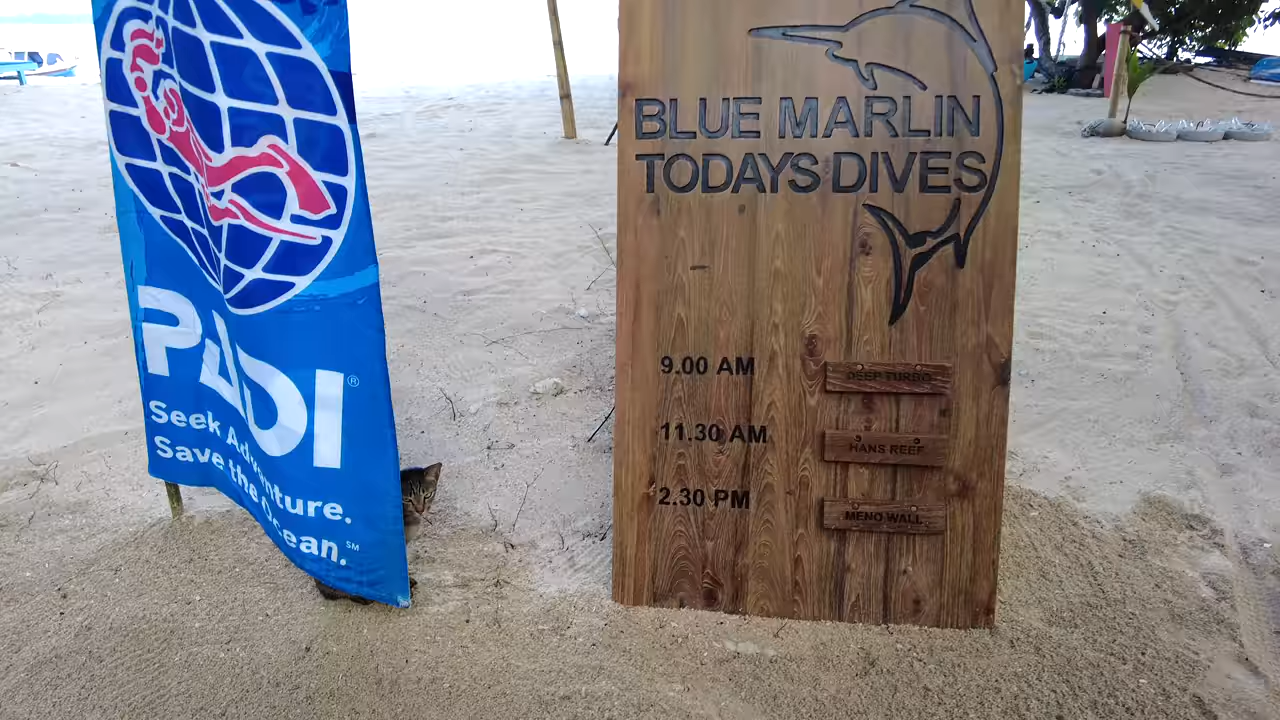 PADI®
Seek Adventure.
Save the Ocean.℠
BLUE MARLIN
TODAYS DIVES
9.00 AM
DEEP TURBO
11.30 AM
HANS REEF
2.30 PM
MENO WALL